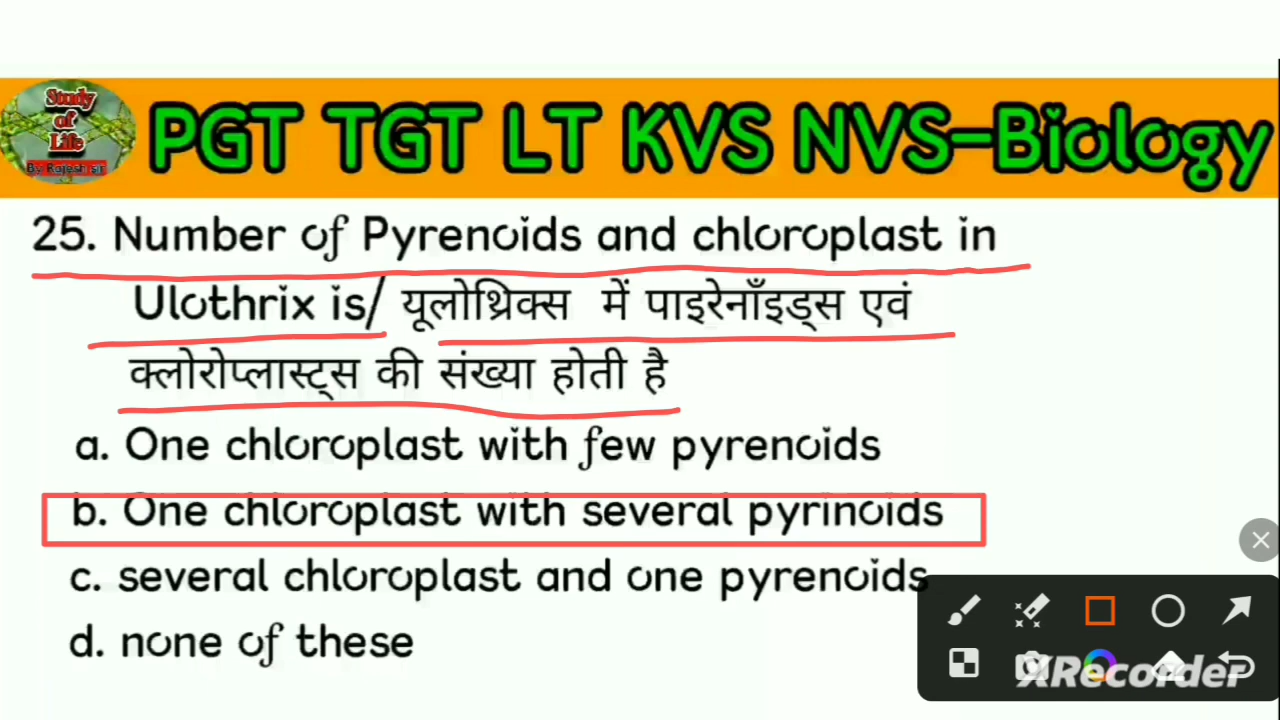 Study
of
Life
By Rajesh sir
PGT TGT LT KVS NVS-Biology
25. Number of Pyrenoids and chloroplast in
Ulothrix is/ यूलोथ्रिक्स में पाइरेनाँइड्स एवं
क्लोरोप्लास्ट्स की संख्या होती है
a. One chloroplast with few pyrenoids
b. One chloroplast with several pyrinoids
c. several chloroplast and one pyrenoids
d. none of these
XRecorder